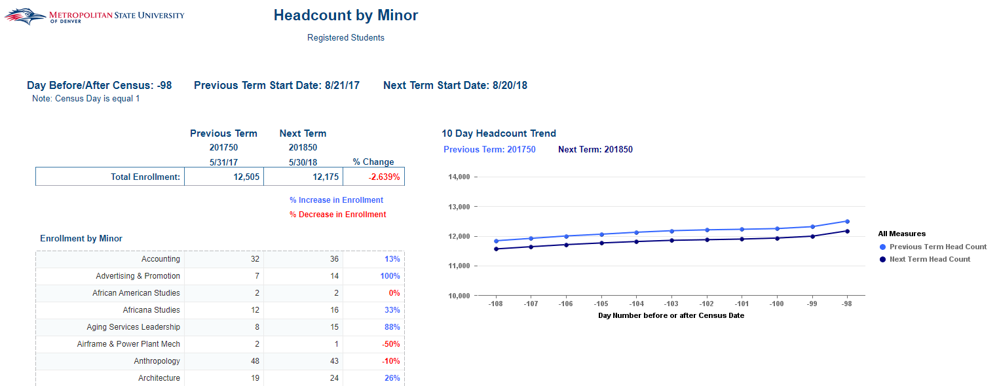 METROPOLITAN STATE UNIVERSITY
OF DENVER
Headcount by Minor
Registered Students
Day Before/After Census: -98 Previous Term Start Date: 8/21/17 Next Term Start Date: 8/20/18
Note: Census Day is equal 1
Previous Term Next Term
201750 201850
5/31/17 5/30/18 % Change
Total Enrollment: 12,505 12,175 -2.639%
% Increase in Enrollment
% Decrease in Enrollment
Enrollment by Minor
Accounting 32 36 13%
Advertising & Promotion 7 14 100%
African American Studies 2 2 0%
Africana Studies 12 16 33%
Aging Services Leadership 8 15 88%
Airframe & Power Plant Mech 2 1 -50%
Anthropology 48 43 -10%
Architecture 19 24 26%
10 Day Headcount Trend
Previous Term: 201750 Next Term: 201850
14,000
13,000
12,000
11,000
10,000
-108 -107 -106 -105 -104 -103 -102 -101 -100 -99 -98
Day Number before or after Census Date
All Measures
Previous Term Head Count
Next Term Head Count